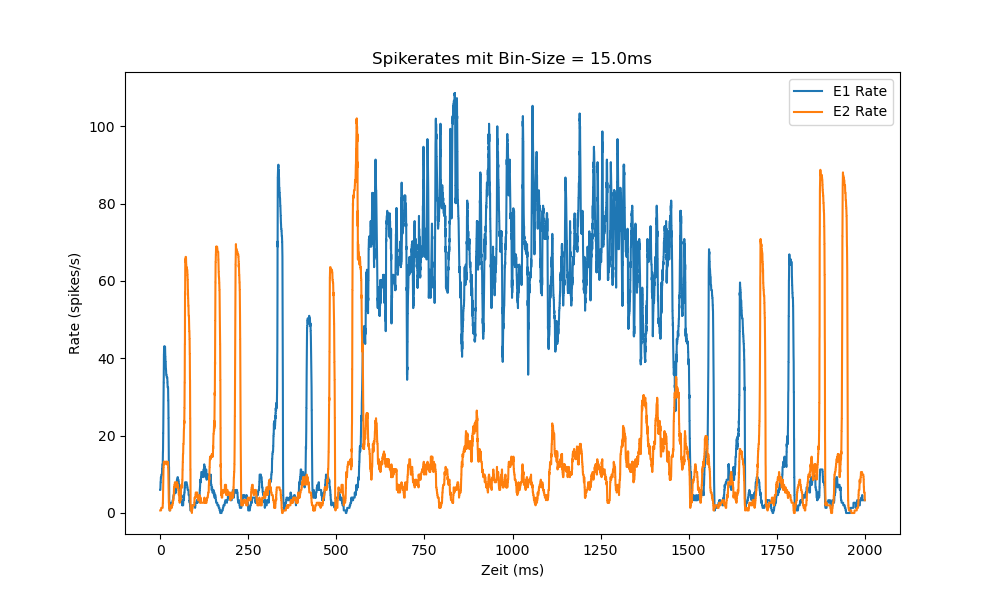 Spikerates mit Bin-Size = 15.0ms
E1 Rate
E2 Rate
100
80
60
40
20
0
Rate (spikes/s)
0 250 500 750 1000 1250 1500 1750 2000
Zeit (ms)